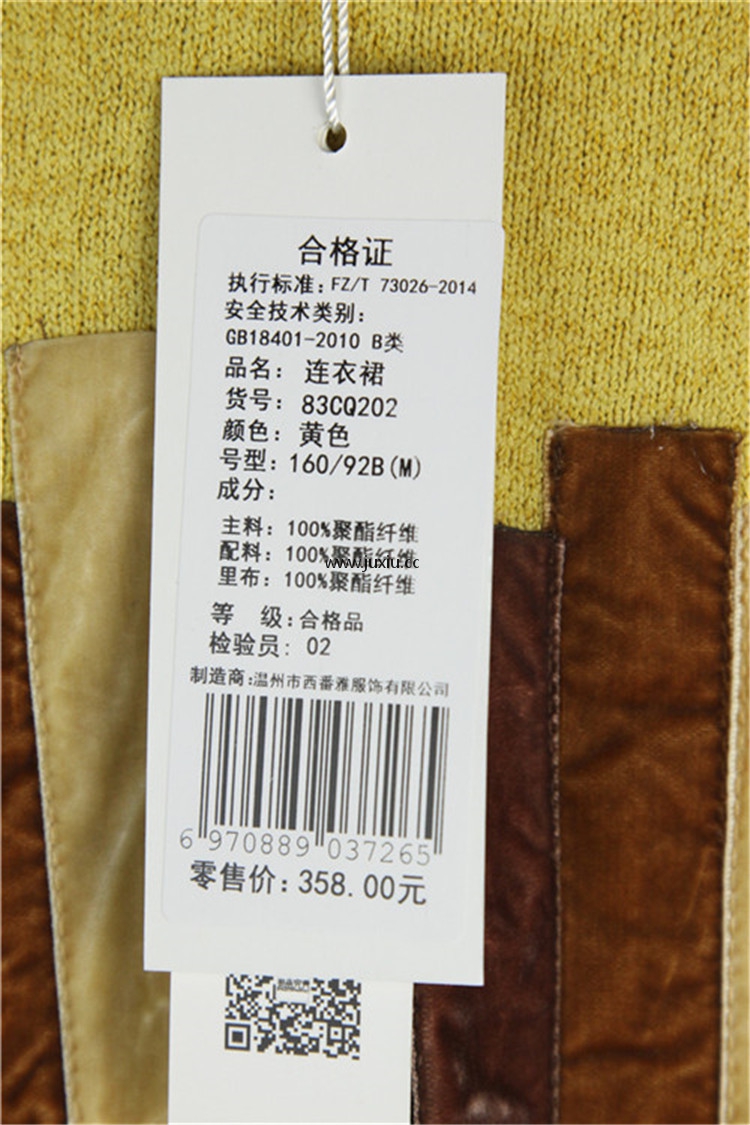 合格证
执行标准：FZ/T 73026-2014
安全技术类别：
GB18401-2010 B类
品名：连衣裙
货号：83CQ202
颜色：黄色
号型：160/92B(M)
成分：
主料：100%聚酯纤维
配料：100%聚酯纤维
www.juxiu.cc
里布：100%聚酯纤维
等 级：合格品
检验员：02
制造商：温州市西番雅服饰有限公司
6 970889 037265
零售价：358.00元